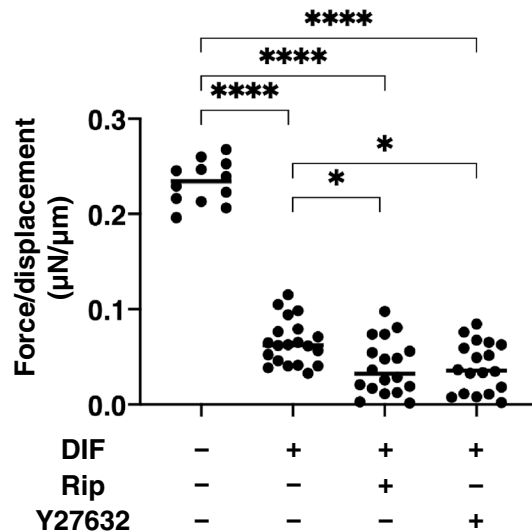 ****
****
****
*
*
Force/displacement
(μN/μm)
0.3
0.2
0.1
0.0
DIF – + + +
Rip – – + –
Y27632 – – – +